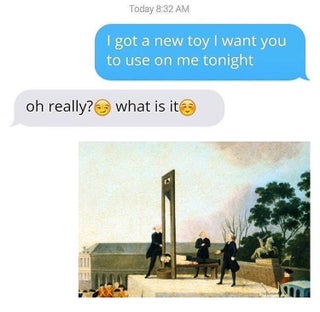 Today 8:32 AM
I got a new toy I want you
to use on me tonight
oh really?😏 what is it☺️